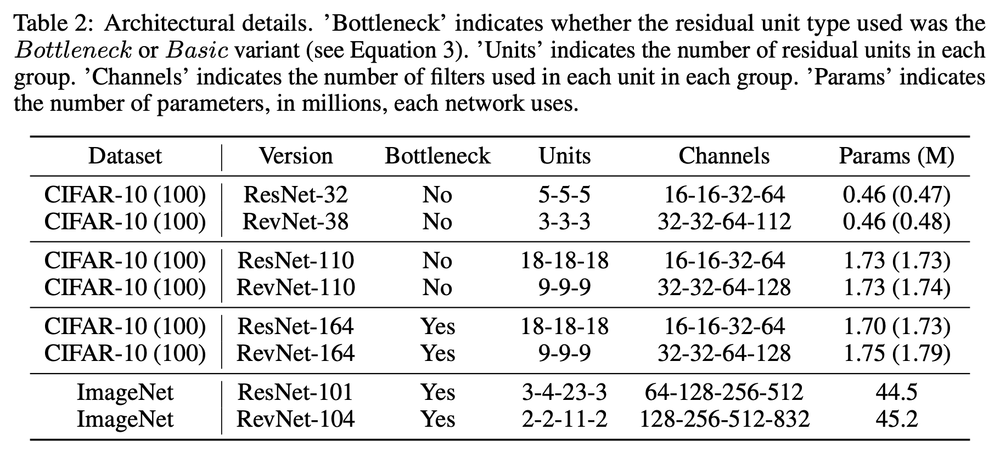 Table 2: Architectural details. ’Bottleneck’ indicates whether the residual unit type used was the
Bottleneck or Basic variant (see Equation 3). ’Units’ indicates the number of residual units in each
group. ’Channels’ indicates the number of filters used in each unit in each group. ’Params’ indicates
the number of parameters, in millions, each network uses.
Dataset Version Bottleneck Units Channels Params (M)
CIFAR-10 (100) ResNet-32 No 5-5-5 16-16-32-64 0.46 (0.47)
CIFAR-10 (100) RevNet-38 No 3-3-3 32-32-64-112 0.46 (0.48)
CIFAR-10 (100) ResNet-110 No 18-18-18 16-16-32-64 1.73 (1.73)
CIFAR-10 (100) RevNet-110 No 9-9-9 32-32-64-128 1.73 (1.74)
CIFAR-10 (100) ResNet-164 Yes 18-18-18 16-16-32-64 1.70 (1.73)
CIFAR-10 (100) RevNet-164 Yes 9-9-9 32-32-64-128 1.75 (1.79)
ImageNet ResNet-101 Yes 3-4-23-3 64-128-256-512 44.5
ImageNet RevNet-104 Yes 2-2-11-2 128-256-512-832 45.2